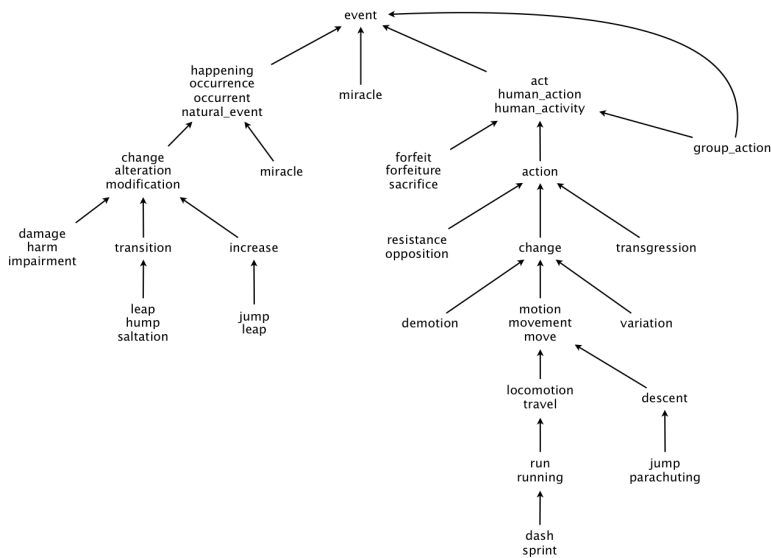 event
happening
occurrence
occurrent
natural_event
miracle
act
human_action
human_activity
group_action
change
alteration
modification
miracle
forfeit
forfeiture
sacrifice
action
damage
harm
impairment
transition
increase
resistance
opposition
change
transgression
leap
hump
saltation
jump
leap
demotion
motion
movement
move
variation
locomotion
travel
descent
run
running
jump
parachuting
dash
sprint